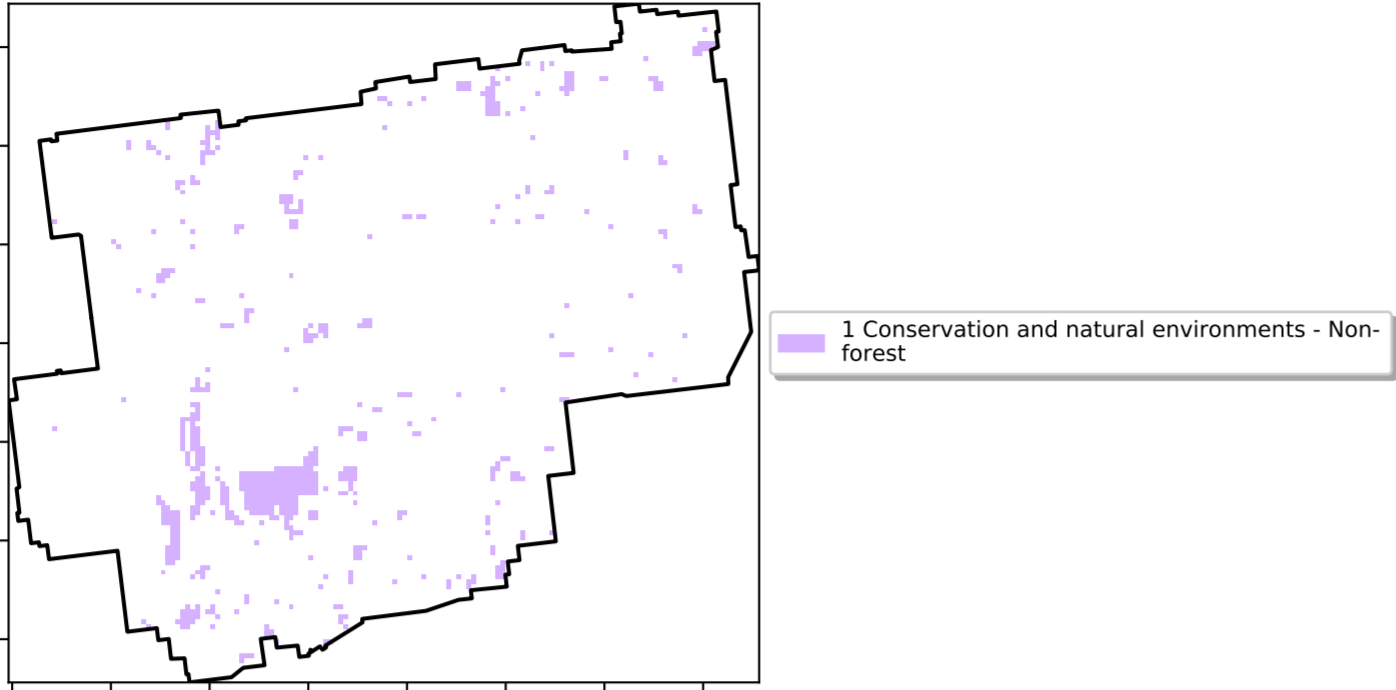 1 Conservation and natural environments - Non-
forest